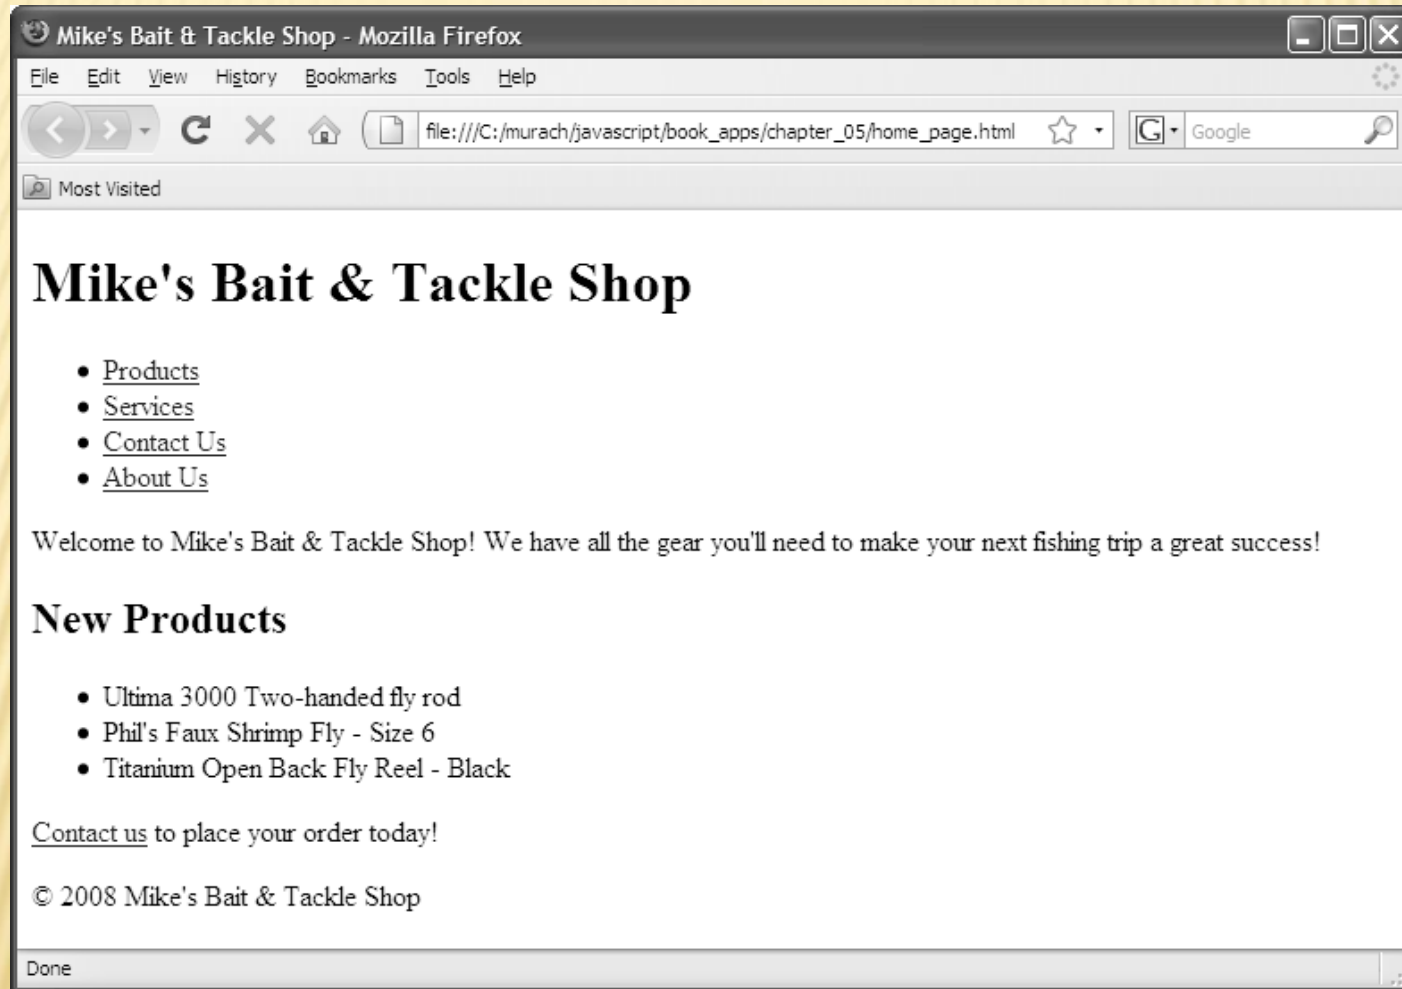 Mike's Bait & Tackle Shop - Mozilla Firefox
File Edit View History Bookmarks Tools Help
file:///C:/murach/javascript/book_apps/chapter_05/home_page.html G Google
Most Visited
Mike's Bait & Tackle Shop
• Products
• Services
• Contact Us
• About Us
Welcome to Mike's Bait & Tackle Shop! We have all the gear you'll need to make your next fishing trip a great success!
New Products
• Ultima 3000 Two-handed fly rod
• Phil's Faux Shrimp Fly - Size 6
• Titanium Open Back Fly Reel - Black
Contact us to place your order today!
© 2008 Mike's Bait & Tackle Shop
Done